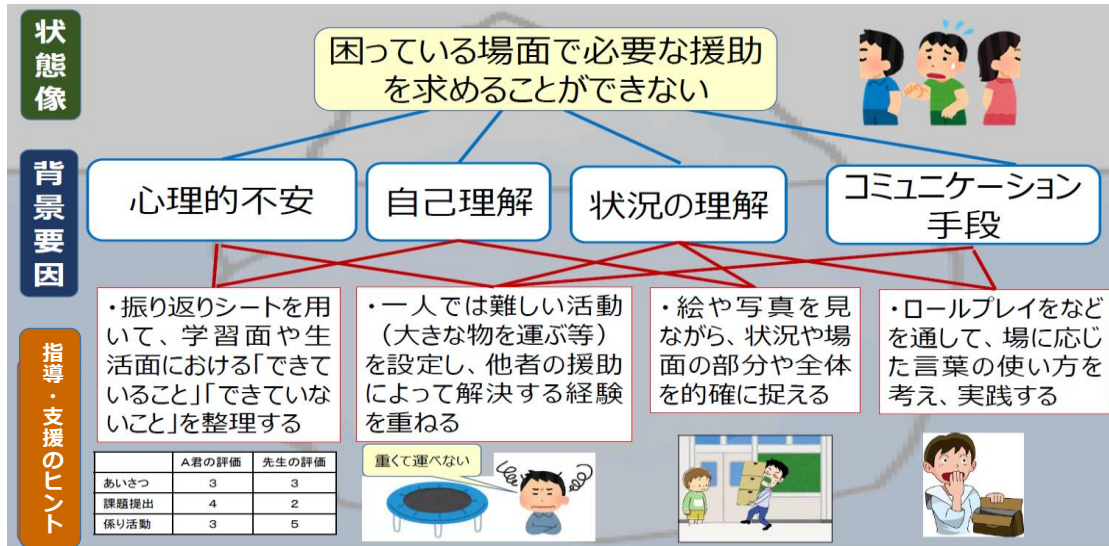 状態像
困っている場面で必要な援助
を求めることができない
背景要因
心理的不安
自己理解
状況の理解
コミュニケーション
手段
指導・支援のヒント
・振り返りシートを用
いて、学習面や生
活面における「できて
いること」「できていな
いこと」を整理する
・一人では難しい活動
（大きな物を運ぶ等）
を設定し、他者の援助
によって解決する経験
を重ねる
・絵や写真を見
ながら、状況や場
面の部分や全体
を的確に捉える
・ロールプレイをなど
を通して、場に応じ
た言葉の使い方を
考え、実践する
A君の評価 先生の評価
あいさつ 3 3
課題提出 4 2
係り活動 3 5
重くて運べない